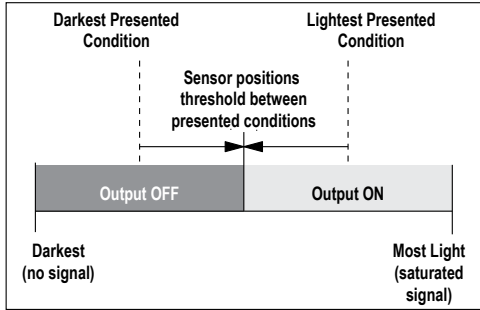 Darkest Presented
Condition
Lightest Presented
Condition
Sensor positions
threshold between
presented conditions
Output OFF
Output ON
Darkest
(no signal)
Most Light
(saturated
signal)